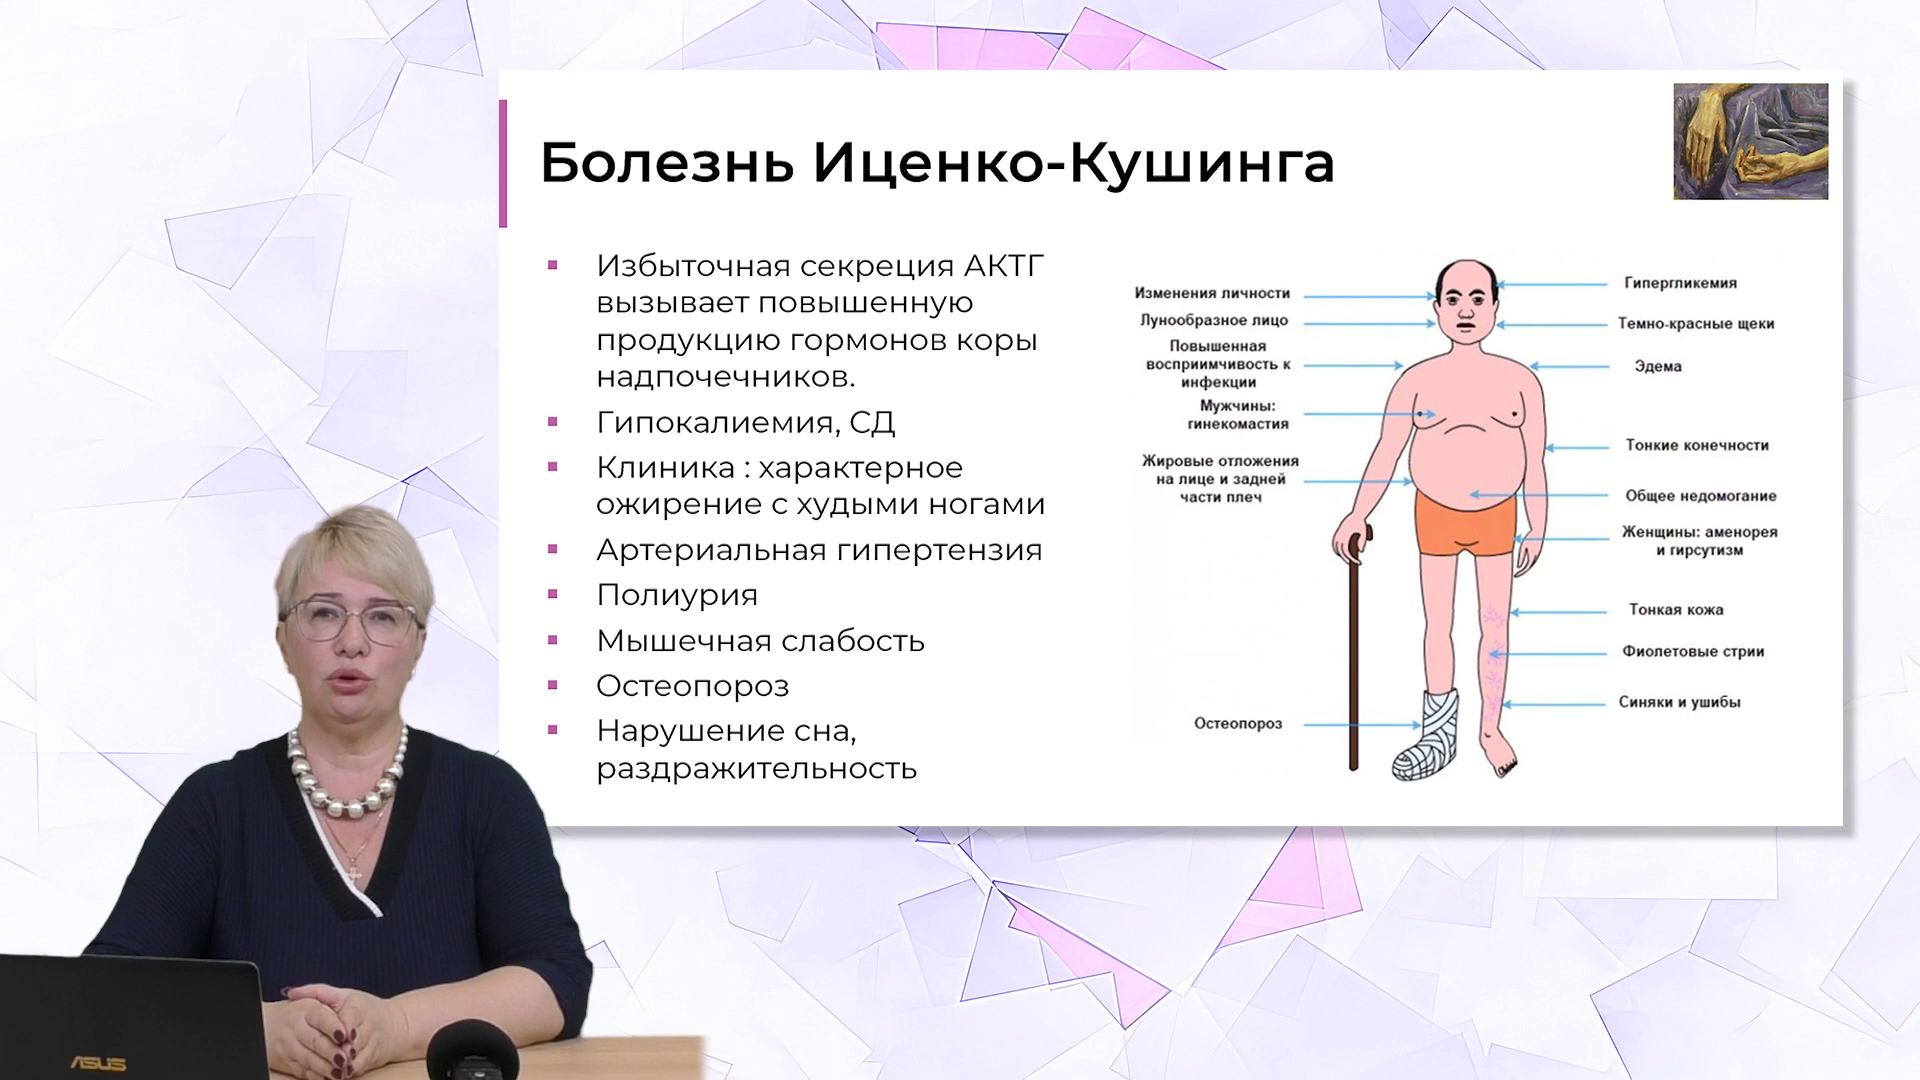 Болезнь Иценко-Кушинга
Избыточная секреция АКТГ
вызывает повышенную
продукцию гормонов коры
надпочечников.
Гипокалиемия, СД
Клиника : характерное
ожирение с худыми ногами
Артериальная гипертензия
Полиурия
Мышечная слабость
Остеопороз
Нарушение сна,
раздражительность
Изменения личности
Лунообразное лицо
Повышенная
восприимчивость к
инфекции
Мужчины:
гинекомастия
Жировые отложения
на лице и задней
части плеч
Остеопороз
Гипергликемия
Темно-красные щеки
Эдема
Тонкие конечности
Общее недомогание
Женщины: аменорея
и гирсутизм
Тонкая кожа
Фиолетовые стрии
Синяки и ушибы
ASUS